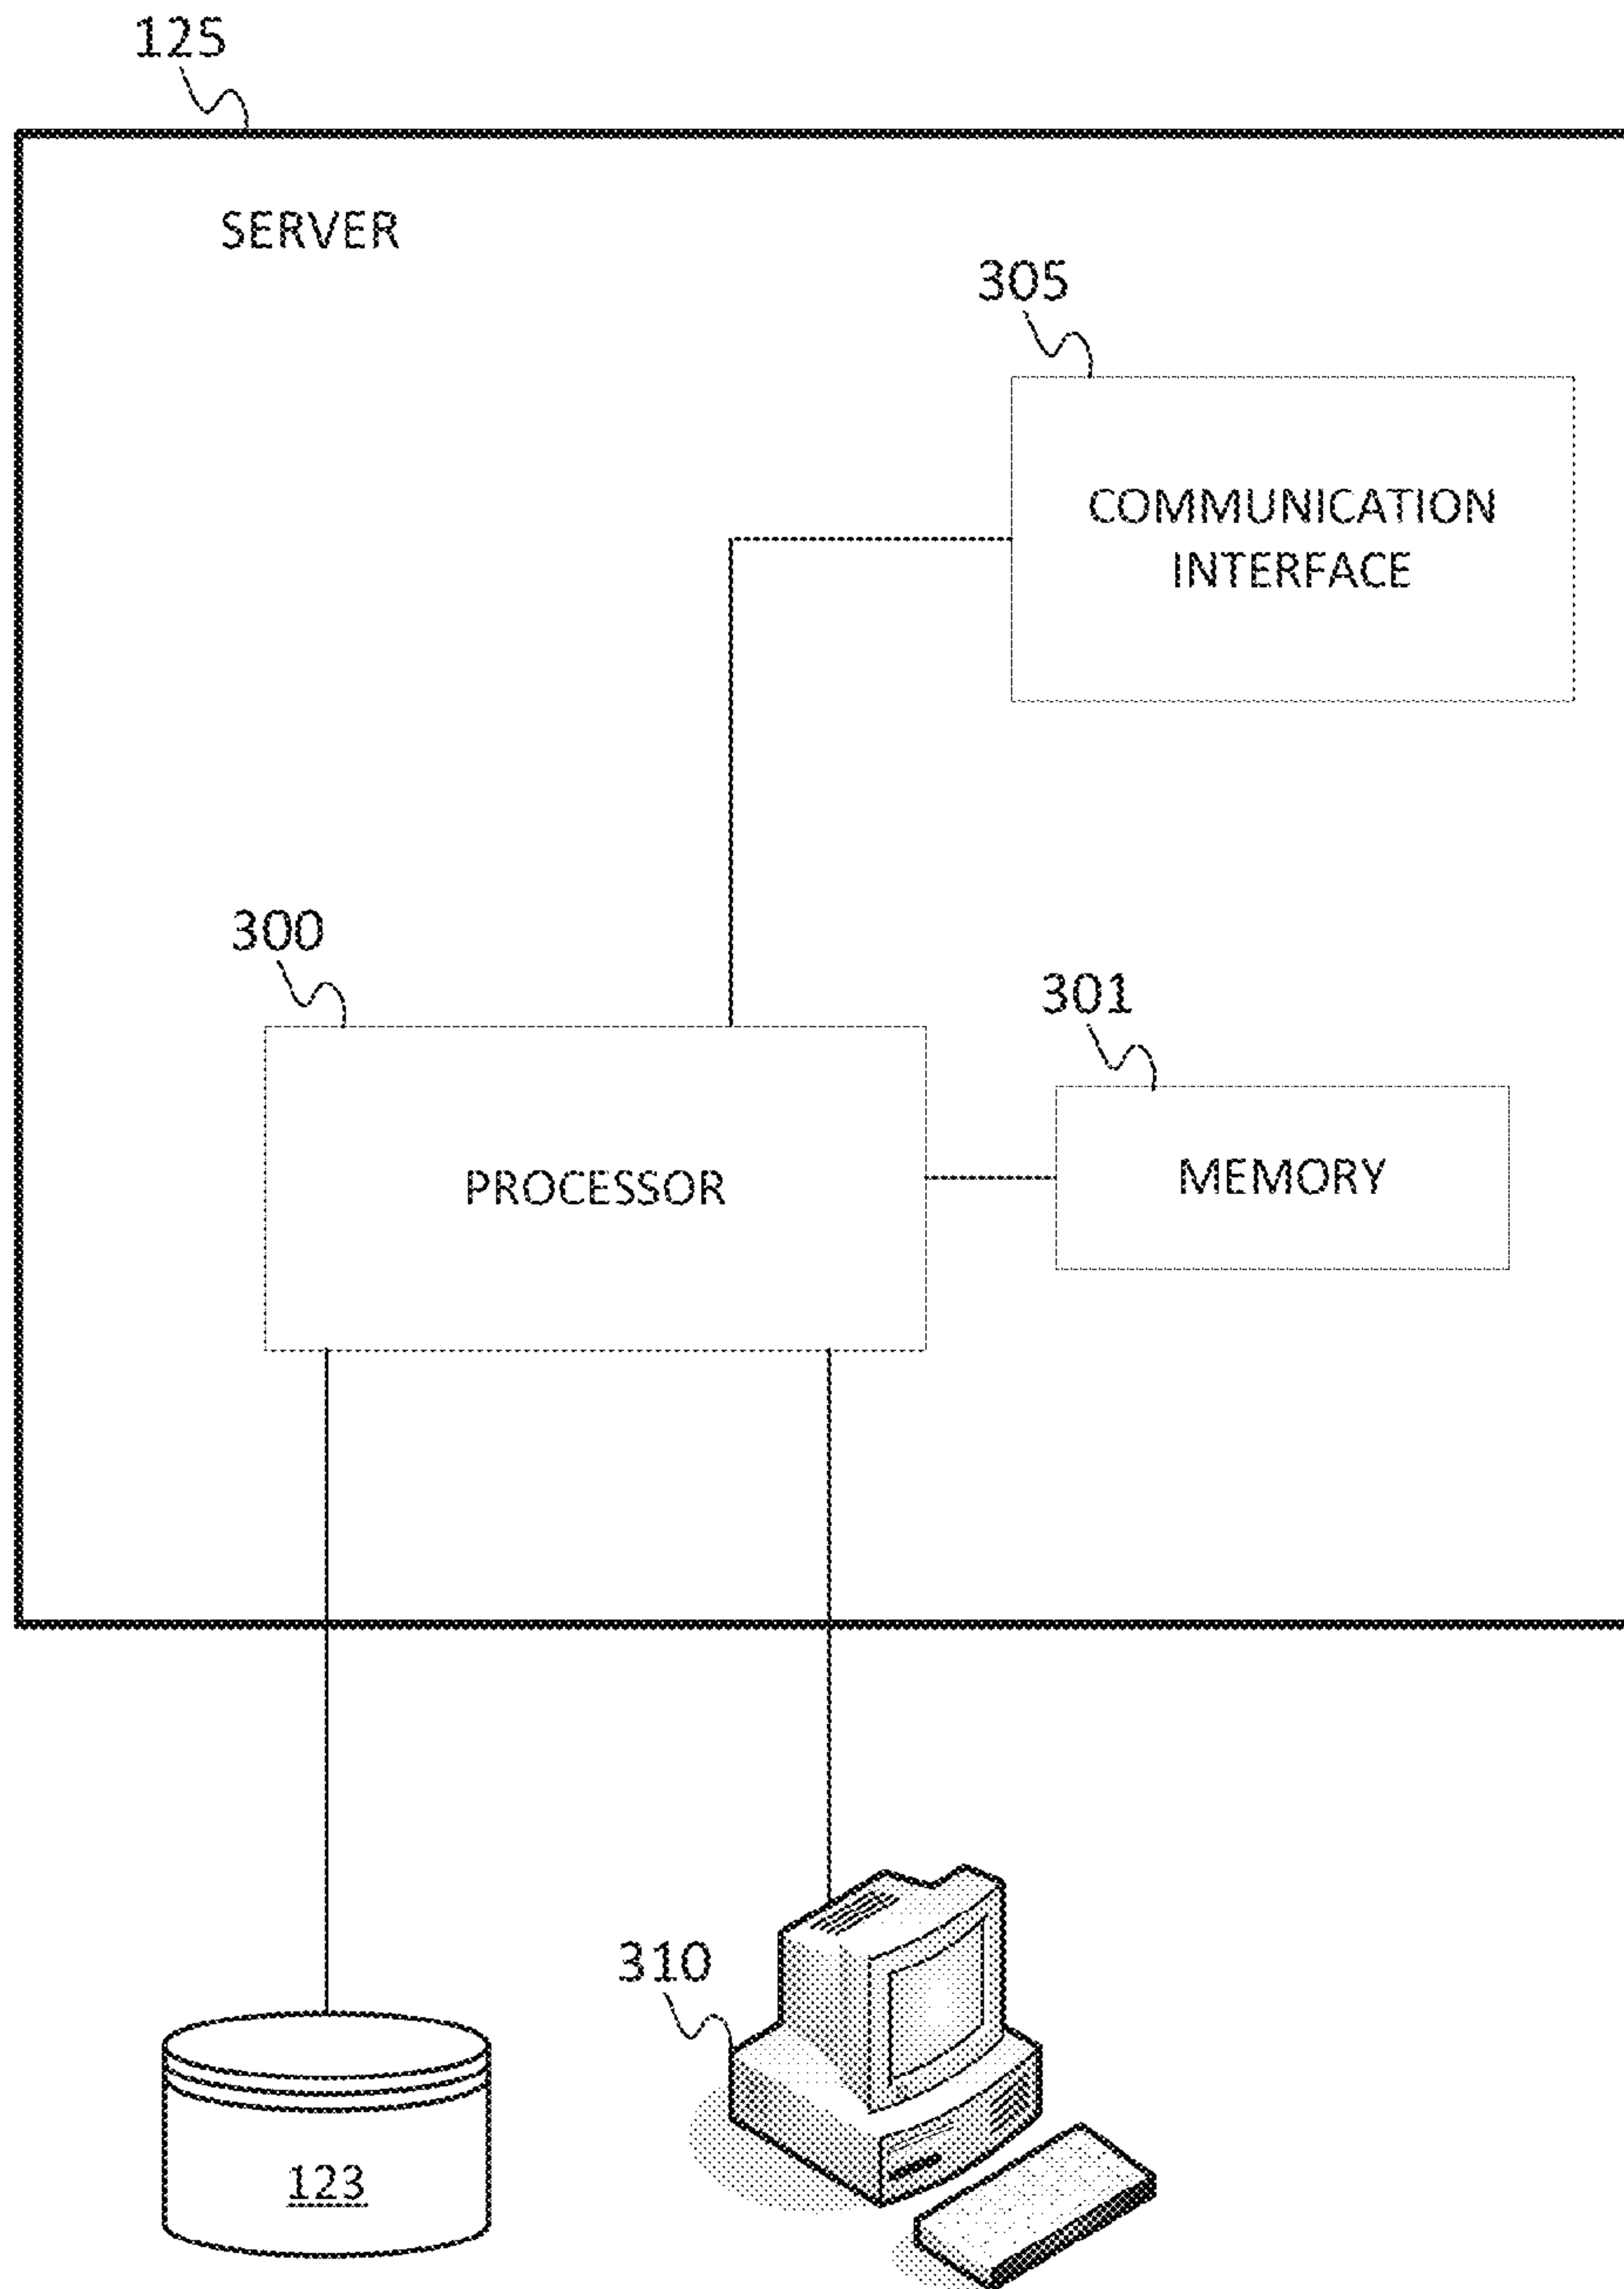 125
SERVER
305
COMMUNICATION
INTERFACE
300
301
PROCESSOR
MEMORY
310
123